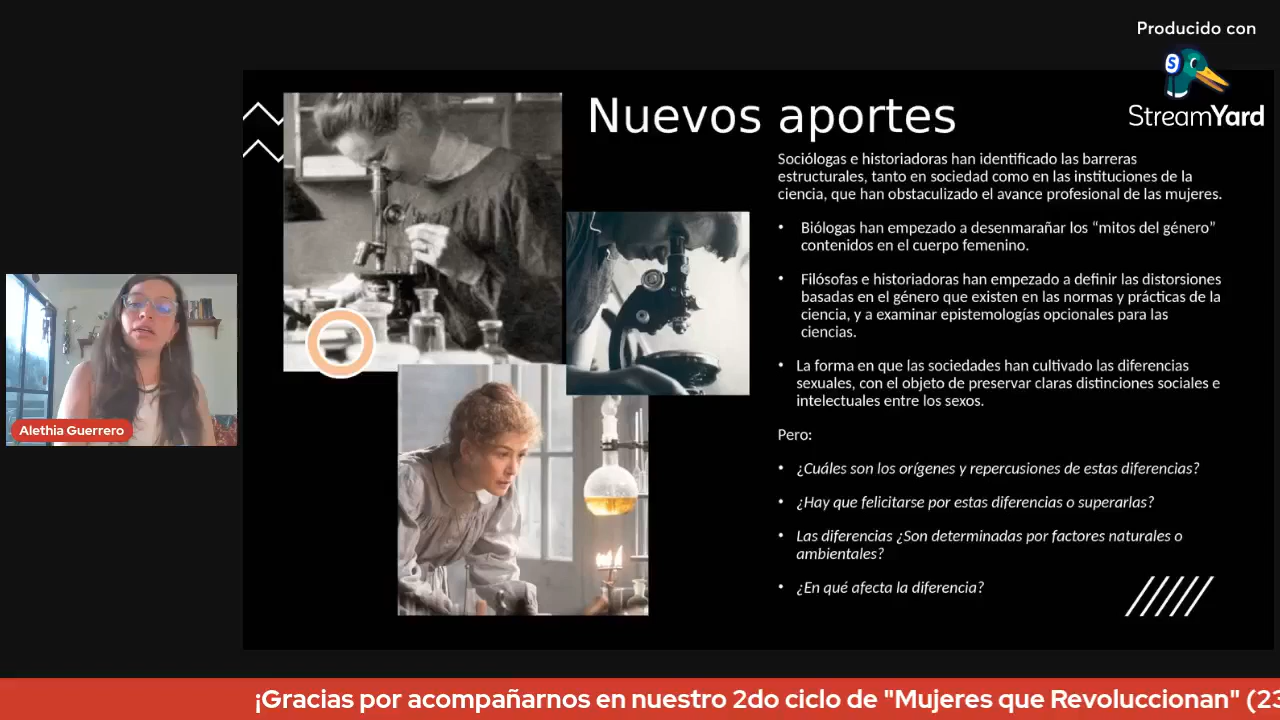 Producido con
S
StreamYard
Nuevos aportes
Sociólogas e historiadoras han identificado las barreras
estructurales, tanto en sociedad como en las instituciones de la
ciencia, que han obstaculizado el avance profesional de las mujeres.
• Biólogas han empezado a desenmarañar los “mitos del género”
contenidos en el cuerpo femenino.
• Filósofas e historiadoras han empezado a definir las distorsiones
basadas en el género que existen en las normas y prácticas de la
ciencia, y a examinar epistemologías opcionales para las
ciencias.
• La forma en que las sociedades han cultivado las diferencias
sexuales, con el objeto de preservar claras distinciones sociales e
intelectuales entre los sexos.
Pero:
• ¿Cuáles son los orígenes y repercusiones de estas diferencias?
• ¿Hay que felicitarse por estas diferencias o superarlas?
• Las diferencias ¿Son determinadas por factores naturales o
ambientales?
• ¿En qué afecta la diferencia?
Alethia Guerrero
¡Gracias por acompañarnos en nuestro 2do ciclo de "Mujeres que Revoluccionan" (23